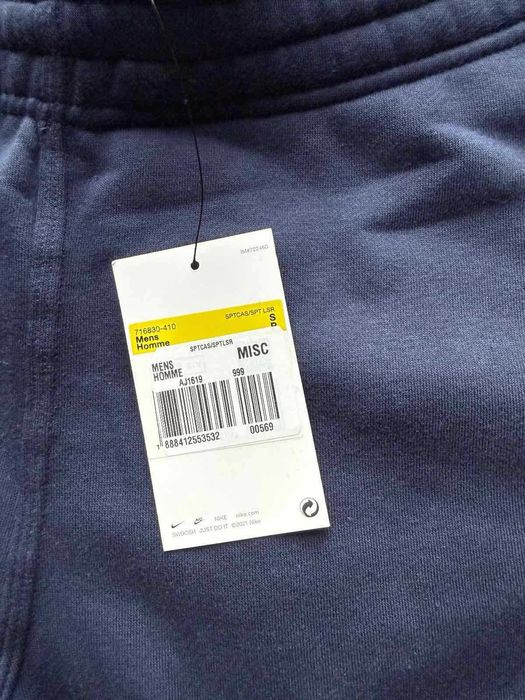 716830-410 SPTCAS/SPT LSR
Mens S
Homme P
SPTCAS/SPTLSR
MENS MISC
HOMME
AJ1619 999
1 888412553532 00569
NIKE nike.com
SWOOSH JUST DO IT ©2021 Nike